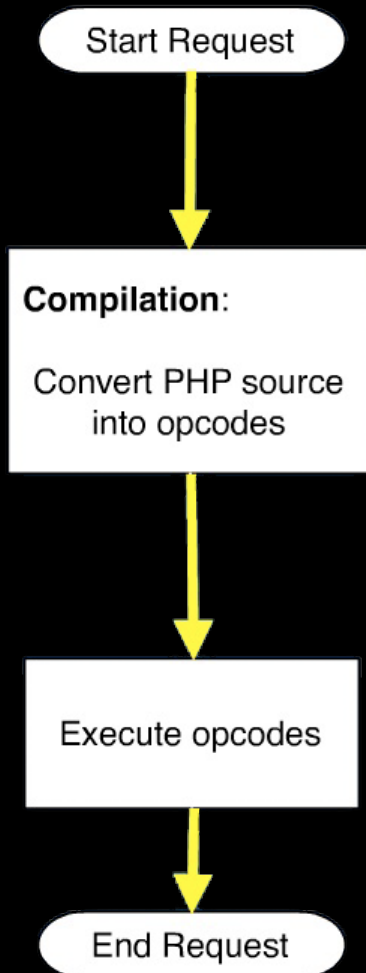 Start Request
Compilation:
Convert PHP source
into opcodes
Execute opcodes
End Request